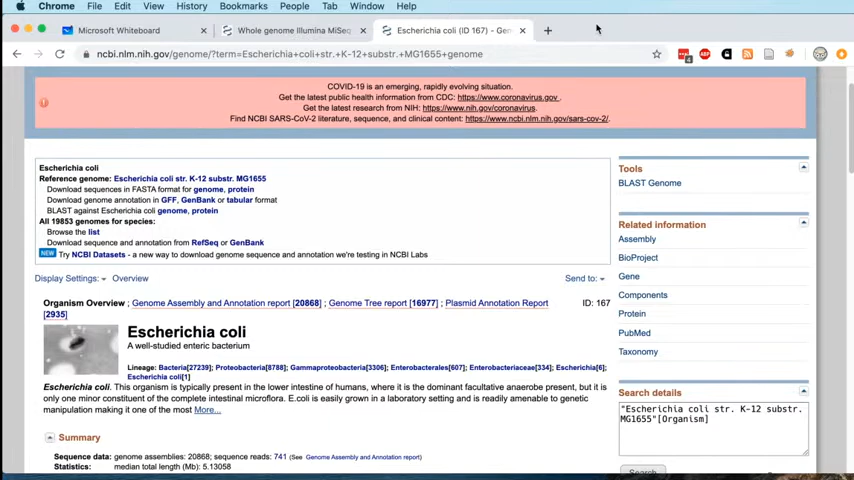 Chrome File Edit View History Bookmarks People Tab Window Help
Microsoft Whiteboard
Whole genome Illumina MiSeq
Escherichia coli (ID 167) - Gen
ncbi.nlm.nih.gov/genome/?term=Escherichia+coli+str.+K-12+substr.+MG1655+genome
4
ABP
COVID-19 is an emerging, rapidly evolving situation.
Get the latest public health information from CDC: https://www.coronavirus.gov .
Get the latest research from NIH: https://www.nih.gov/coronavirus.
Find NCBI SARS-CoV-2 literature, sequence, and clinical content: https://www.ncbi.nlm.nih.gov/sars-cov-2/.
Escherichia coli
Reference genome: Escherichia coli str. K-12 substr. MG1655
Download sequences in FASTA format for genome, protein
Download genome annotation in GFF, GenBank or tabular format
BLAST against Escherichia coli genome, protein
All 19853 genomes for species:
Browse the list
Download sequence and annotation from RefSeq or GenBank
NEW Try NCBI Datasets - a new way to download genome sequence and annotation we're testing in NCBI Labs
Display Settings: Overview
Send to:
Organism Overview ; Genome Assembly and Annotation report [20868] ; Genome Tree report [16977] ; Plasmid Annotation Report
[2935]
ID: 167
Escherichia coli
A well-studied enteric bacterium
Lineage: Bacteria[27239]; Proteobacteria[8788]; Gammaproteobacteria[3306]; Enterobacterales[607]; Enterobacteriaceae[334]; Escherichia[6];
Escherichia coli[1]
Escherichia coli. This organism is typically present in the lower intestine of humans, where it is the dominant facultative anaerobe present, but it is
only one minor constituent of the complete intestinal microflora. E.coli is easily grown in a laboratory setting and is readily amenable to genetic
manipulation making it one of the most More...
Summary
Sequence data: genome assemblies: 20868; sequence reads: 741 (See Genome Assembly and Annotation report)
Statistics: median total length (Mb): 5.13058
Tools
BLAST Genome
Related information
Assembly
BioProject
Gene
Components
Protein
PubMed
Taxonomy
Search details
"Escherichia coli str. K-12 substr.
MG1655"[Organism]
Search